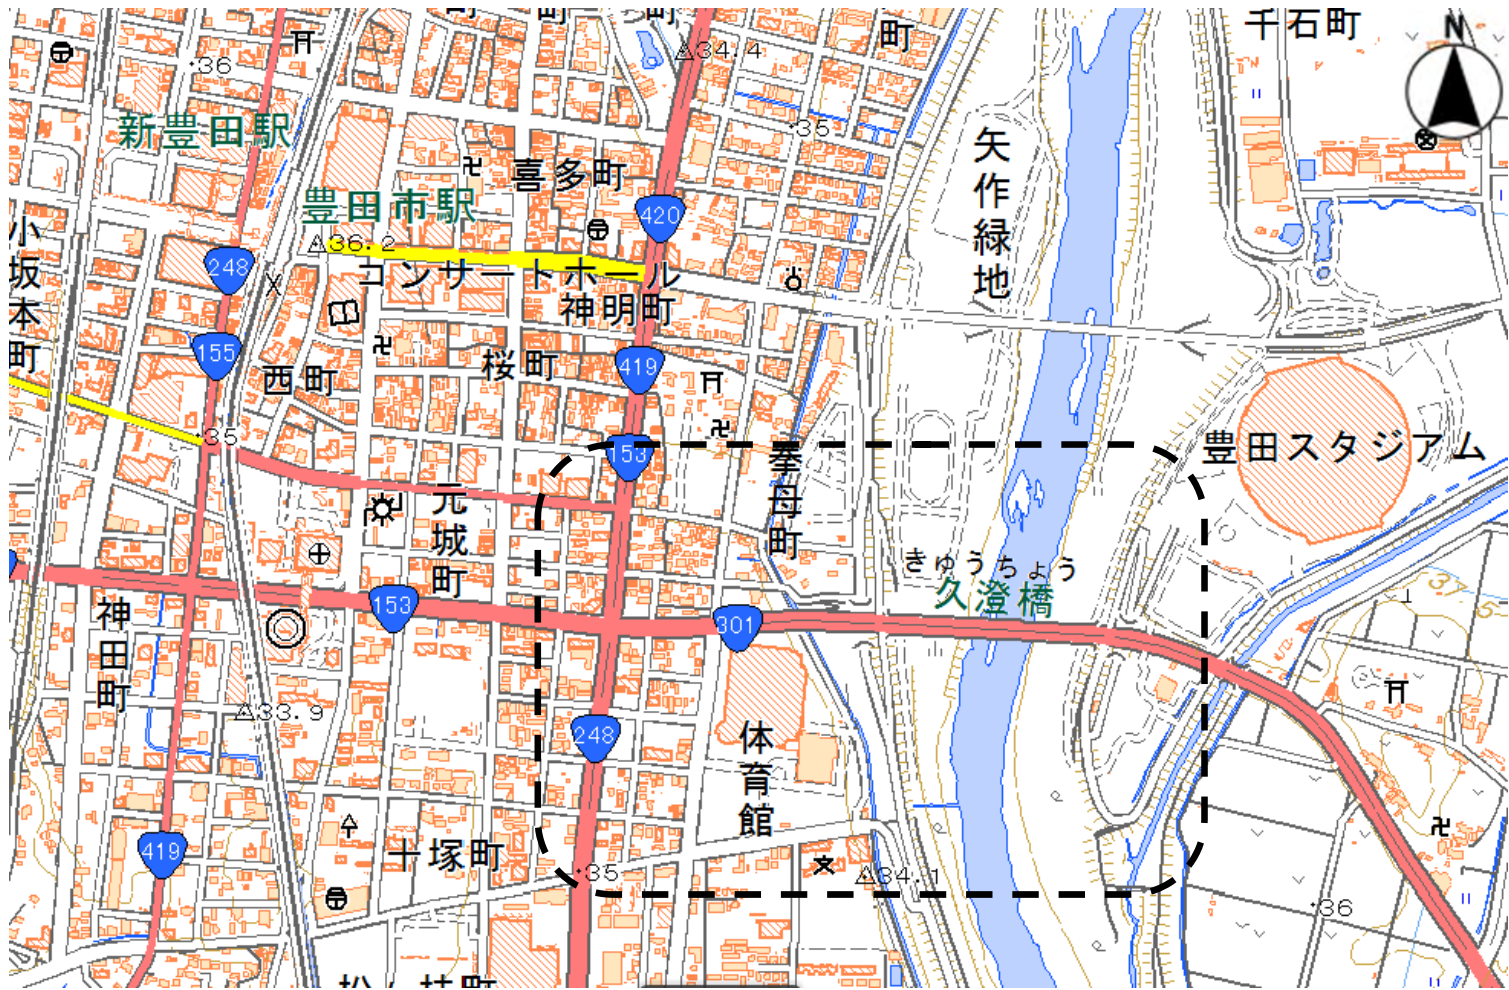 千石町
町
N
34.4
36
新豊田駅
35
矢作緑地
喜多町
豊田市駅
420
36.2
小坂本町
248
コンサートホール
神明町
155
桜町
419
西町
35
153
挙母町
豊田スタジアム
元城町
きゅうちょう
久澄橋
153
301
神田町
33.9
248
体育館
419
十塚町
35
34.1
36